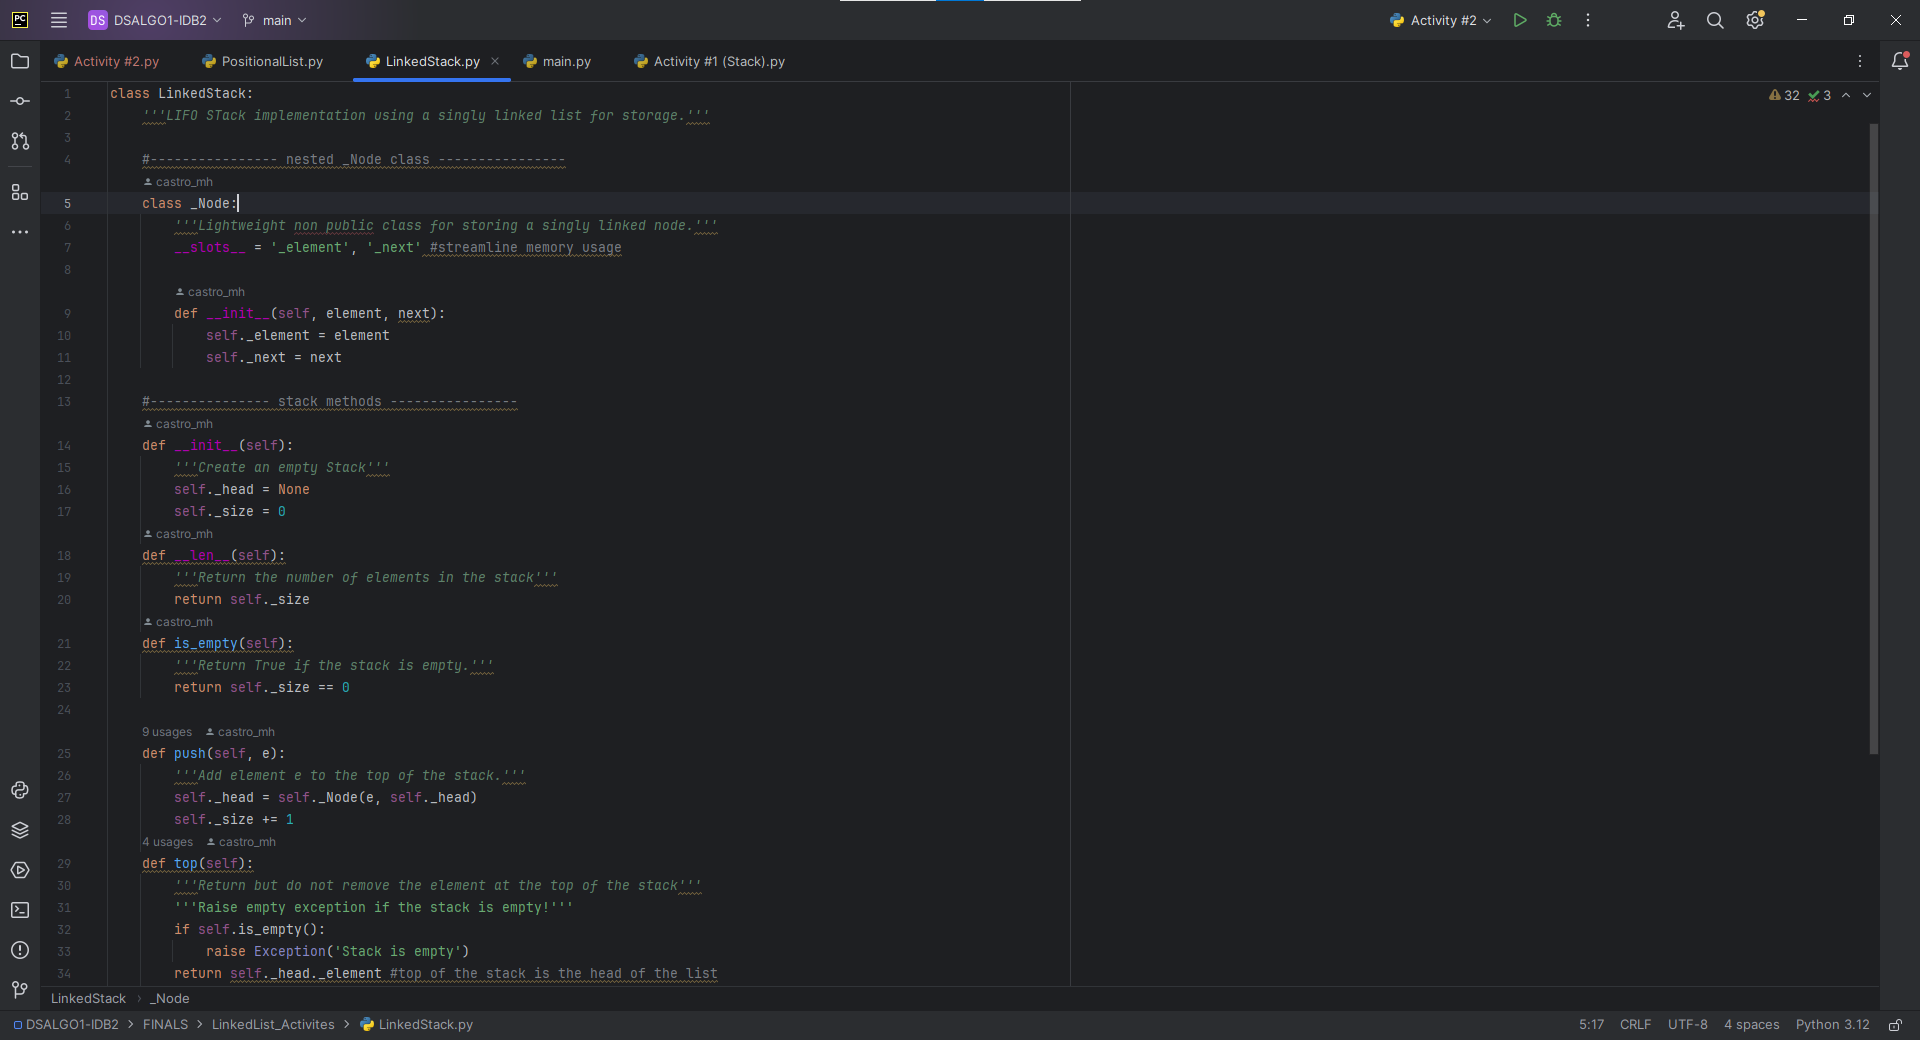 PC DS DSALGO1-IDB2 main Activity #2
Activity #2.py PositionalList.py LinkedStack.py main.py Activity #1 (Stack).py
32 3
1 class LinkedStack:
2 '''LIFO STack implementation using a singly linked list for storage.'''
3
4 #---------------- nested _Node class ----------------
castro_mh
5 class _Node:
6 '''Lightweight non public class for storing a singly linked node.'''
7 __slots__ = '_element', '_next' #streamline memory usage
8
castro_mh
9 def __init__(self, element, next):
10 self._element = element
11 self._next = next
12
13 #--------------- stack methods ----------------
castro_mh
14 def __init__(self):
15 '''Create an empty Stack'''
16 self._head = None
17 self._size = 0
castro_mh
18 def __len__(self):
19 '''Return the number of elements in the stack'''
20 return self._size
castro_mh
21 def is_empty(self):
22 '''Return True if the stack is empty.'''
23 return self._size == 0
24
9 usages castro_mh
25 def push(self, e):
26 '''Add element e to the top of the stack.'''
27 self._head = self._Node(e, self._head)
28 self._size += 1
4 usages castro_mh
29 def top(self):
30 '''Return but do not remove the element at the top of the stack'''
31 '''Raise empty exception if the stack is empty!'''
32 if self.is_empty():
33 raise Exception('Stack is empty')
34 return self._head._element #top of the stack is the head of the list
LinkedStack > _Node
DSALGO1-IDB2 > FINALS > LinkedList_Activites > LinkedStack.py 5:17 CRLF UTF-8 4 spaces Python 3.12